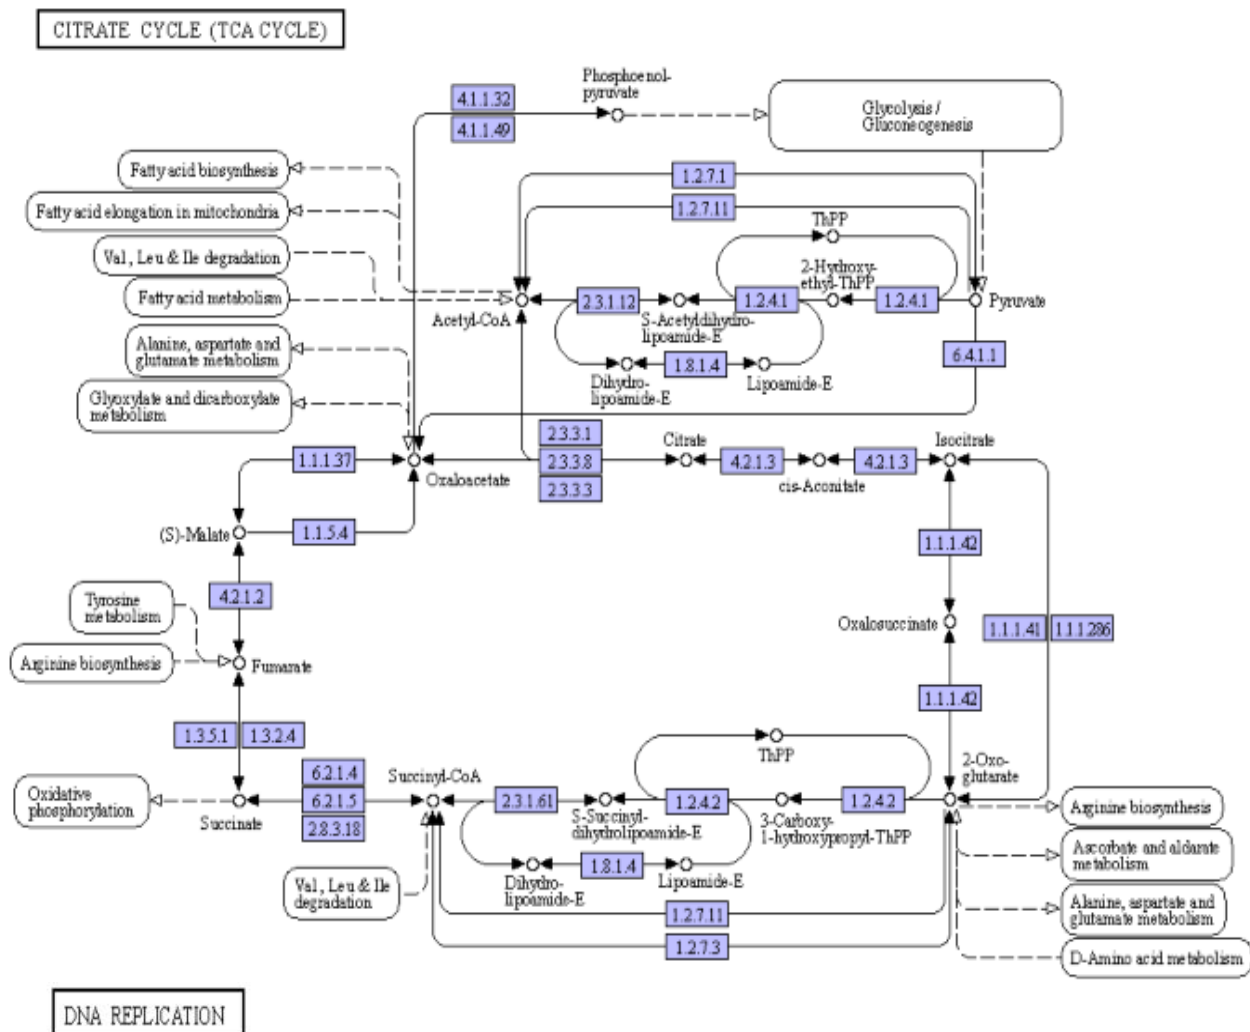 CITRATE CYCLE (TCA CYCLE)
Phosphoenol-
pyruvate
4.1.1.32
4.1.1.49
Glycolysis /
Gluconeogenesis
Fatty acid biosynthesis
Fatty acid elongation in mitochondria
Val, Leu & Ile degradation
Fatty acid metabolism
1.2.7.1
1.2.7.11
ThPP
2-Hydroxy-
ethyl-ThPP
Acetyl-CoA
2.3.1.12
S-Acetyldihydro-
lipoamide-E
1.2.4.1
1.2.4.1
Pyruvate
Alanine, aspartate and
glutamate metabolism
Glyoxylate and dicarboxylate
metabolism
Dihydro-
lipoamide-E
1.8.1.4
Lipoamide-E
6.4.1.1
1.1.1.37
Oxaloacetate
2.3.3.1
2.3.3.8
2.3.3.3
Citrate
4.2.1.3
cis-Aconitate
4.2.1.3
Isocitrate
(S)-Malate
1.1.5.4
1.1.1.42
4.2.1.2
Tyrosine
metabolism
Arginine biosynthesis
Fumarate
Oxalosuccinate
1.1.1.41
1.1.1.286
1.1.1.42
1.3.5.1
1.3.2.4
Oxidative
phosphorylation
Succinate
6.2.1.4
6.2.1.5
2.8.3.18
Succinyl-CoA
2.3.1.61
S-Succinyl-
dihydrolipoamide-E
ThPP
1.2.4.2
3-Carboxy-
1-hydroxypropyl-ThPP
1.2.4.2
2-Oxo-
glutarate
Arginine biosynthesis
Ascorbate and aldarate
metabolism
Val, Leu & Ile
degradation
Dihydro-
lipoamide-E
1.8.1.4
Lipoamide-E
Alanine, aspartate and
glutamate metabolism
1.2.7.11
1.2.7.3
D-Amino acid metabolism
DNA REPLICATION